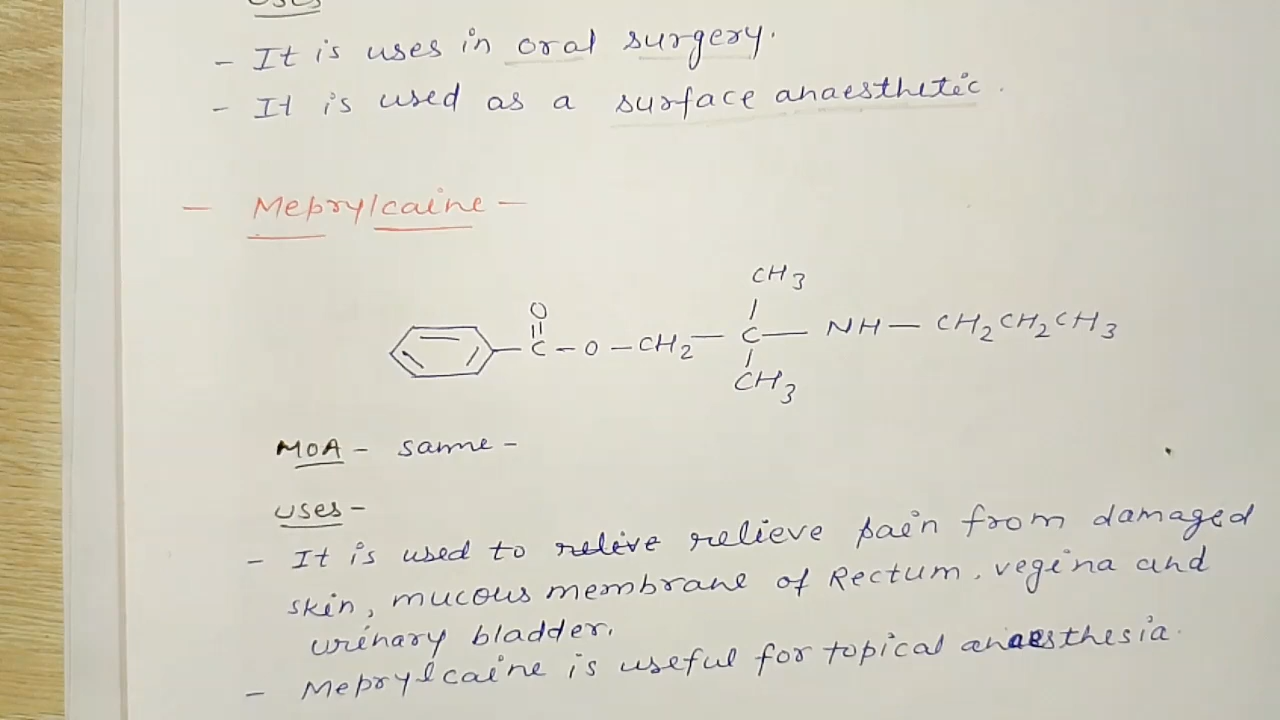 uses
- It is uses in oral surgery.
- It is used as a surface anaesthetic.
- Meprylcaine -
CH3
O
C - O - CH2 - C - NH - CH2CH2CH3
CH3
MOA - same -
uses -
- It is used to relive relieve pain from damaged
skin, mucous membrane of Rectum, vegina and
urinary bladder.
- Meprylcaine is useful for topical anaesthesia.